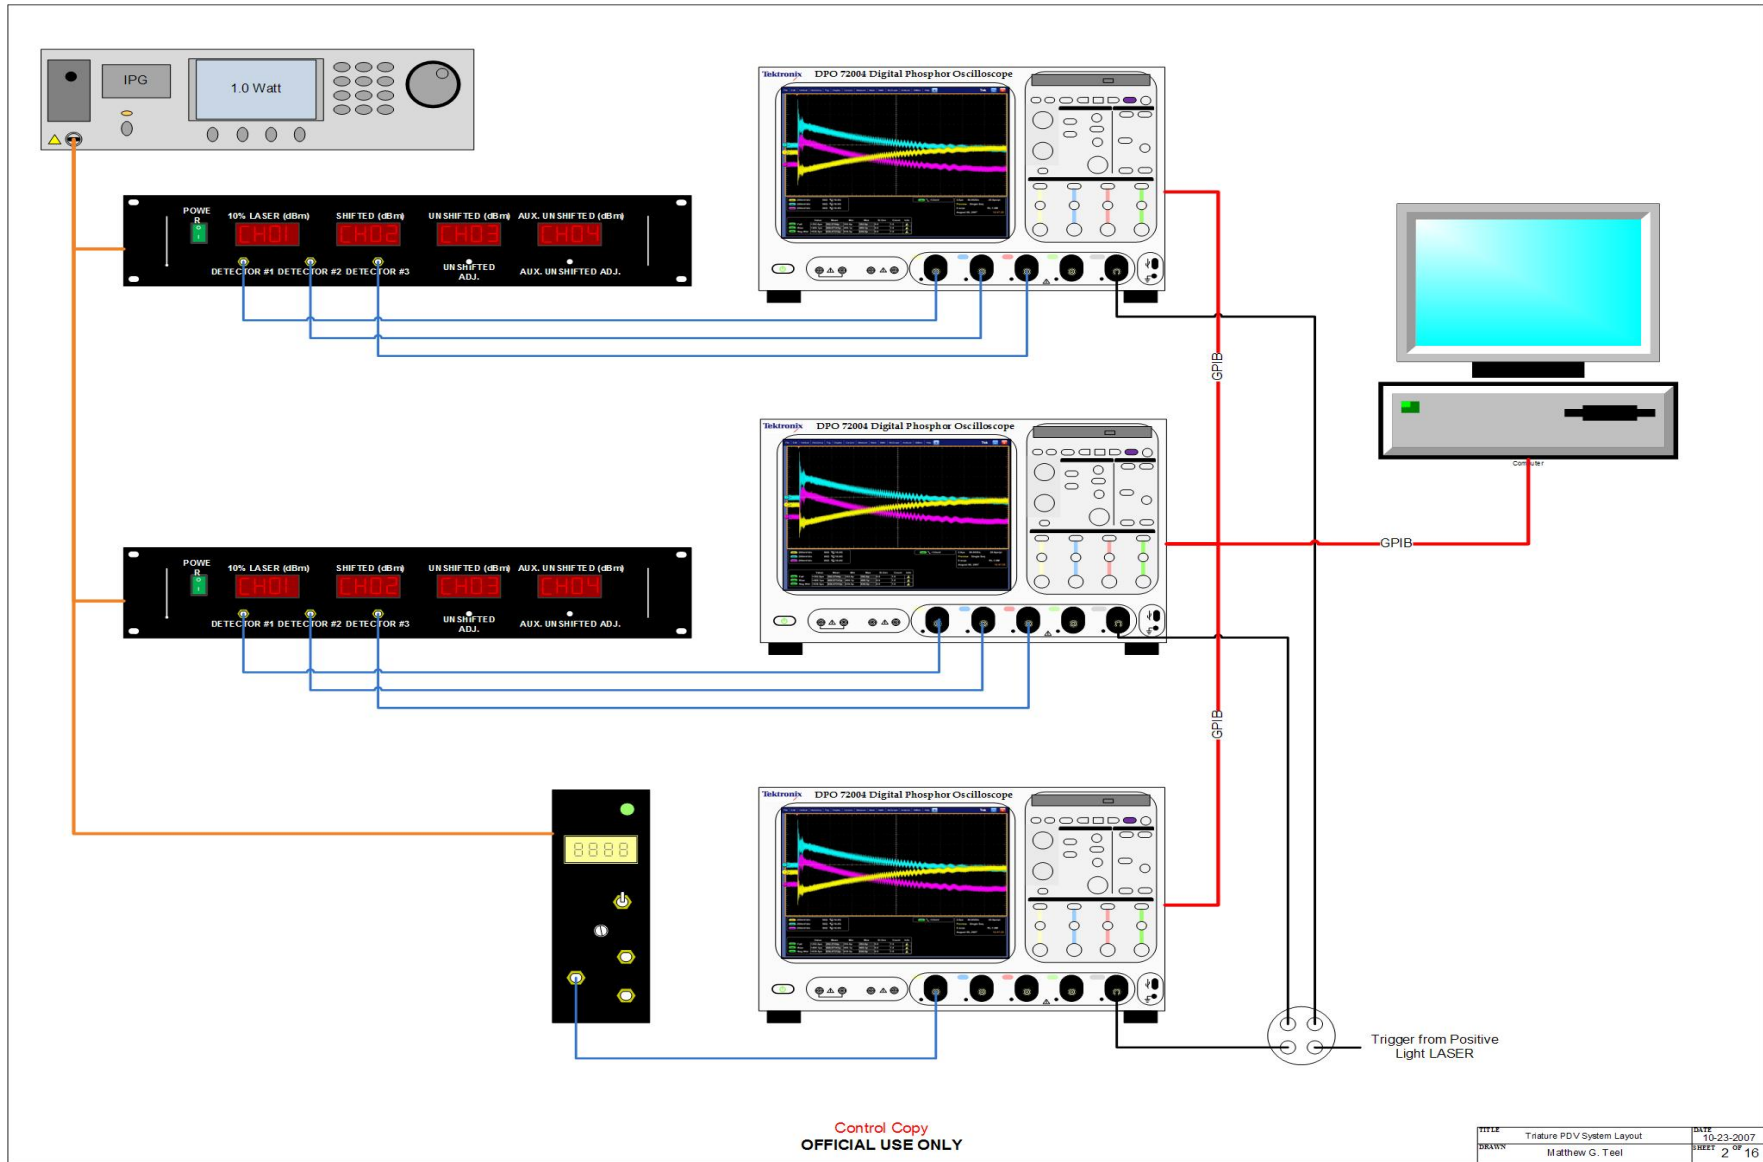 IPG
1.0 Watt
POWE
R
10% LASER (dBm)
SHIFTED (dBm)
UNSHIFTED (dBm)
AUX. UNSHIFTED (dBm)
CH01
CH02
CH03
CH04
DETECTOR #1
DETECTOR #2
DETECTOR #3
UNSHIFTED
ADJ.
AUX. UNSHIFTED ADJ.
Tektronix
DPO 72004 Digital Phosphor Oscilloscope
GPIB
Computer
Tektronix
DPO 72004 Digital Phosphor Oscilloscope
GPIB
POWE
R
10% LASER (dBm)
SHIFTED (dBm)
UNSHIFTED (dBm)
AUX. UNSHIFTED (dBm)
CH01
CH02
CH03
CH04
DETECTOR #1
DETECTOR #2
DETECTOR #3
UNSHIFTED
ADJ.
AUX. UNSHIFTED ADJ.
GPIB
Tektronix
DPO 72004 Digital Phosphor Oscilloscope
8888
Trigger from Positive
Light LASER
Control Copy
OFFICIAL USE ONLY
TITLE
Triature PDV System Layout
DATE
10-23-2007
DRAWN
Matthew G. Teel
SHEET 2 OF 16